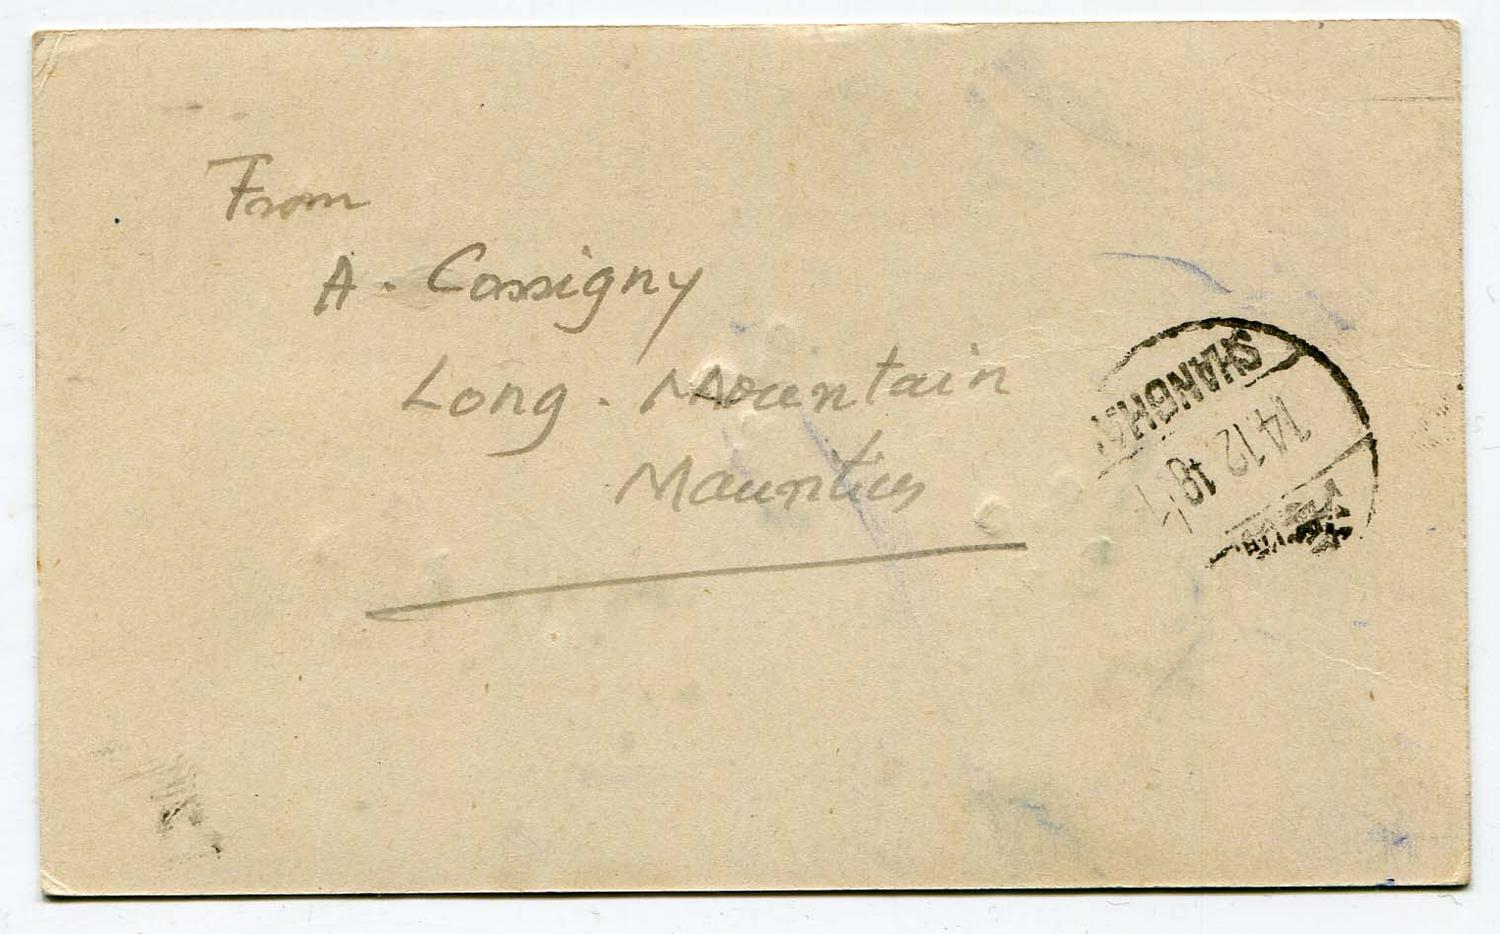 From
A. Cossigny
Long. Mountain
Mauritius
SHANGHAI
14.12.48